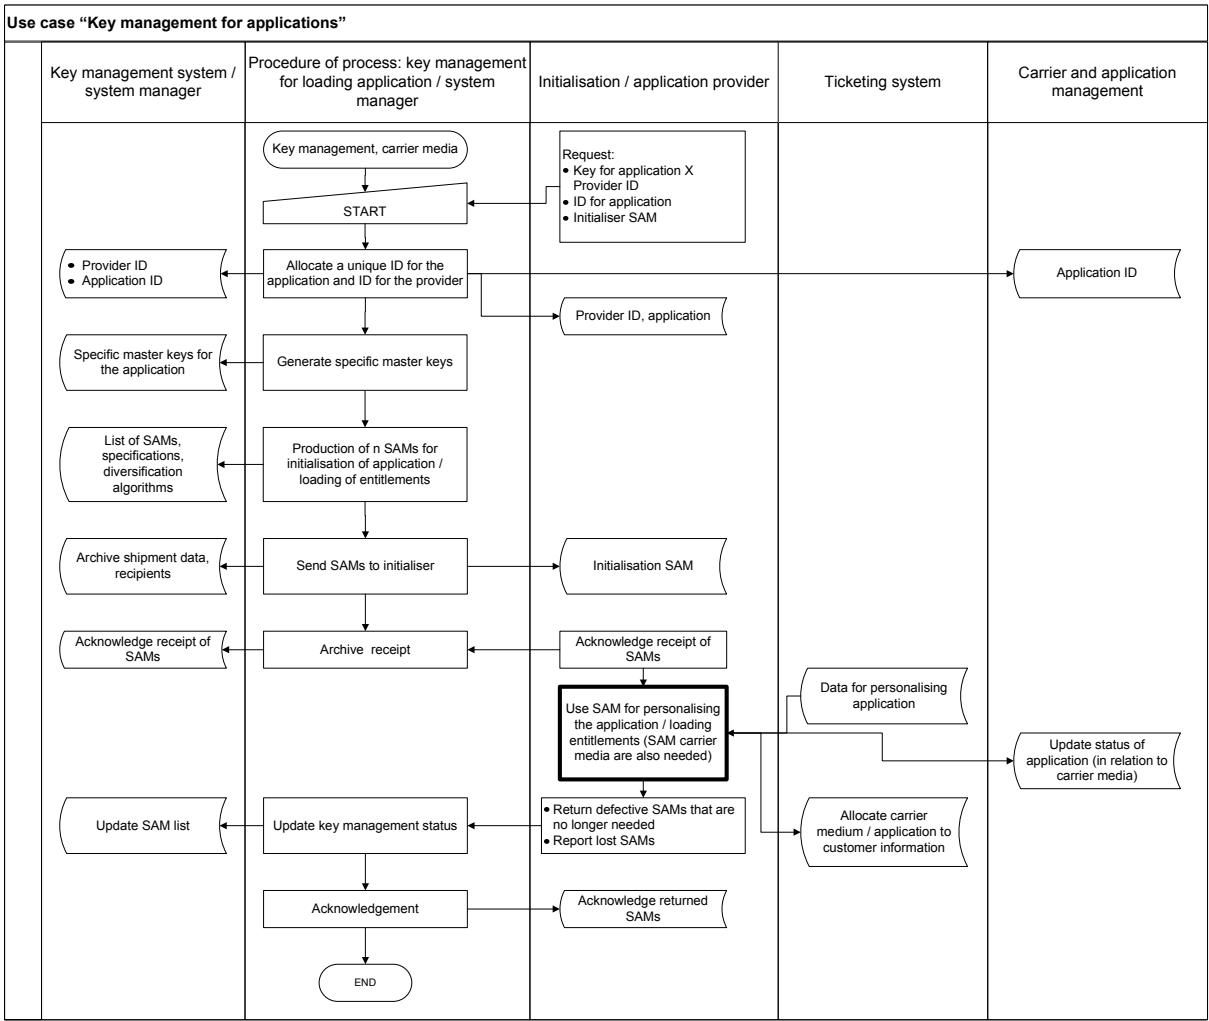 Use case “Key management for applications”
Key management system /
system manager
Procedure of process: key management
for loading application / system
manager
Initialisation / application provider
Ticketing system
Carrier and application
management
Key management, carrier media
Request:
• Key for application X
Provider ID
• ID for application
• Initialiser SAM
START
• Provider ID
• Application ID
Allocate a unique ID for the
application and ID for the provider
Application ID
Provider ID, application
Specific master keys for
the application
Generate specific master keys
List of SAMs,
specifications,
diversification
algorithms
Production of n SAMs for
initialisation of application /
loading of entitlements
Archive shipment data,
recipients
Send SAMs to initialiser
Initialisation SAM
Acknowledge receipt of
SAMs
Archive receipt
Acknowledge receipt of
SAMs
Data for personalising
application
Use SAM for personalising
the application / loading
entitlements (SAM carrier
media are also needed)
Update status of
application (in relation to
carrier media)
Update SAM list
Update key management status
• Return defective SAMs that are
no longer needed
• Report lost SAMs
Allocate carrier
medium / application to
customer information
Acknowledgement
Acknowledge returned
SAMs
END